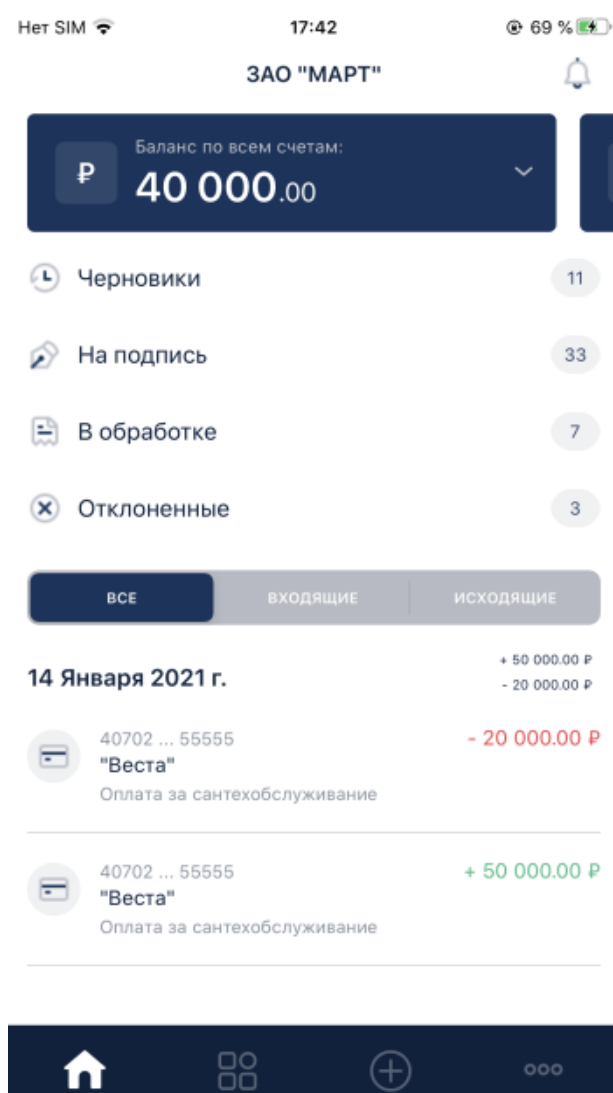 Нет SIM 17:42 69 %
ЗАО "МАРТ"
Баланс по всем счетам:
₽ 40 000.00
Черновики 11
На подпись 33
В обработке 7
Отклоненные 3
ВСЕ ВХОДЯЩИЕ ИСХОДЯЩИЕ
+ 50 000.00 ₽
14 Января 2021 г.
- 20 000.00 ₽
40702 ... 55555 - 20 000.00 ₽
"Веста"
Оплата за сантехобслуживание
40702 ... 55555 + 50 000.00 ₽
"Веста"
Оплата за сантехобслуживание